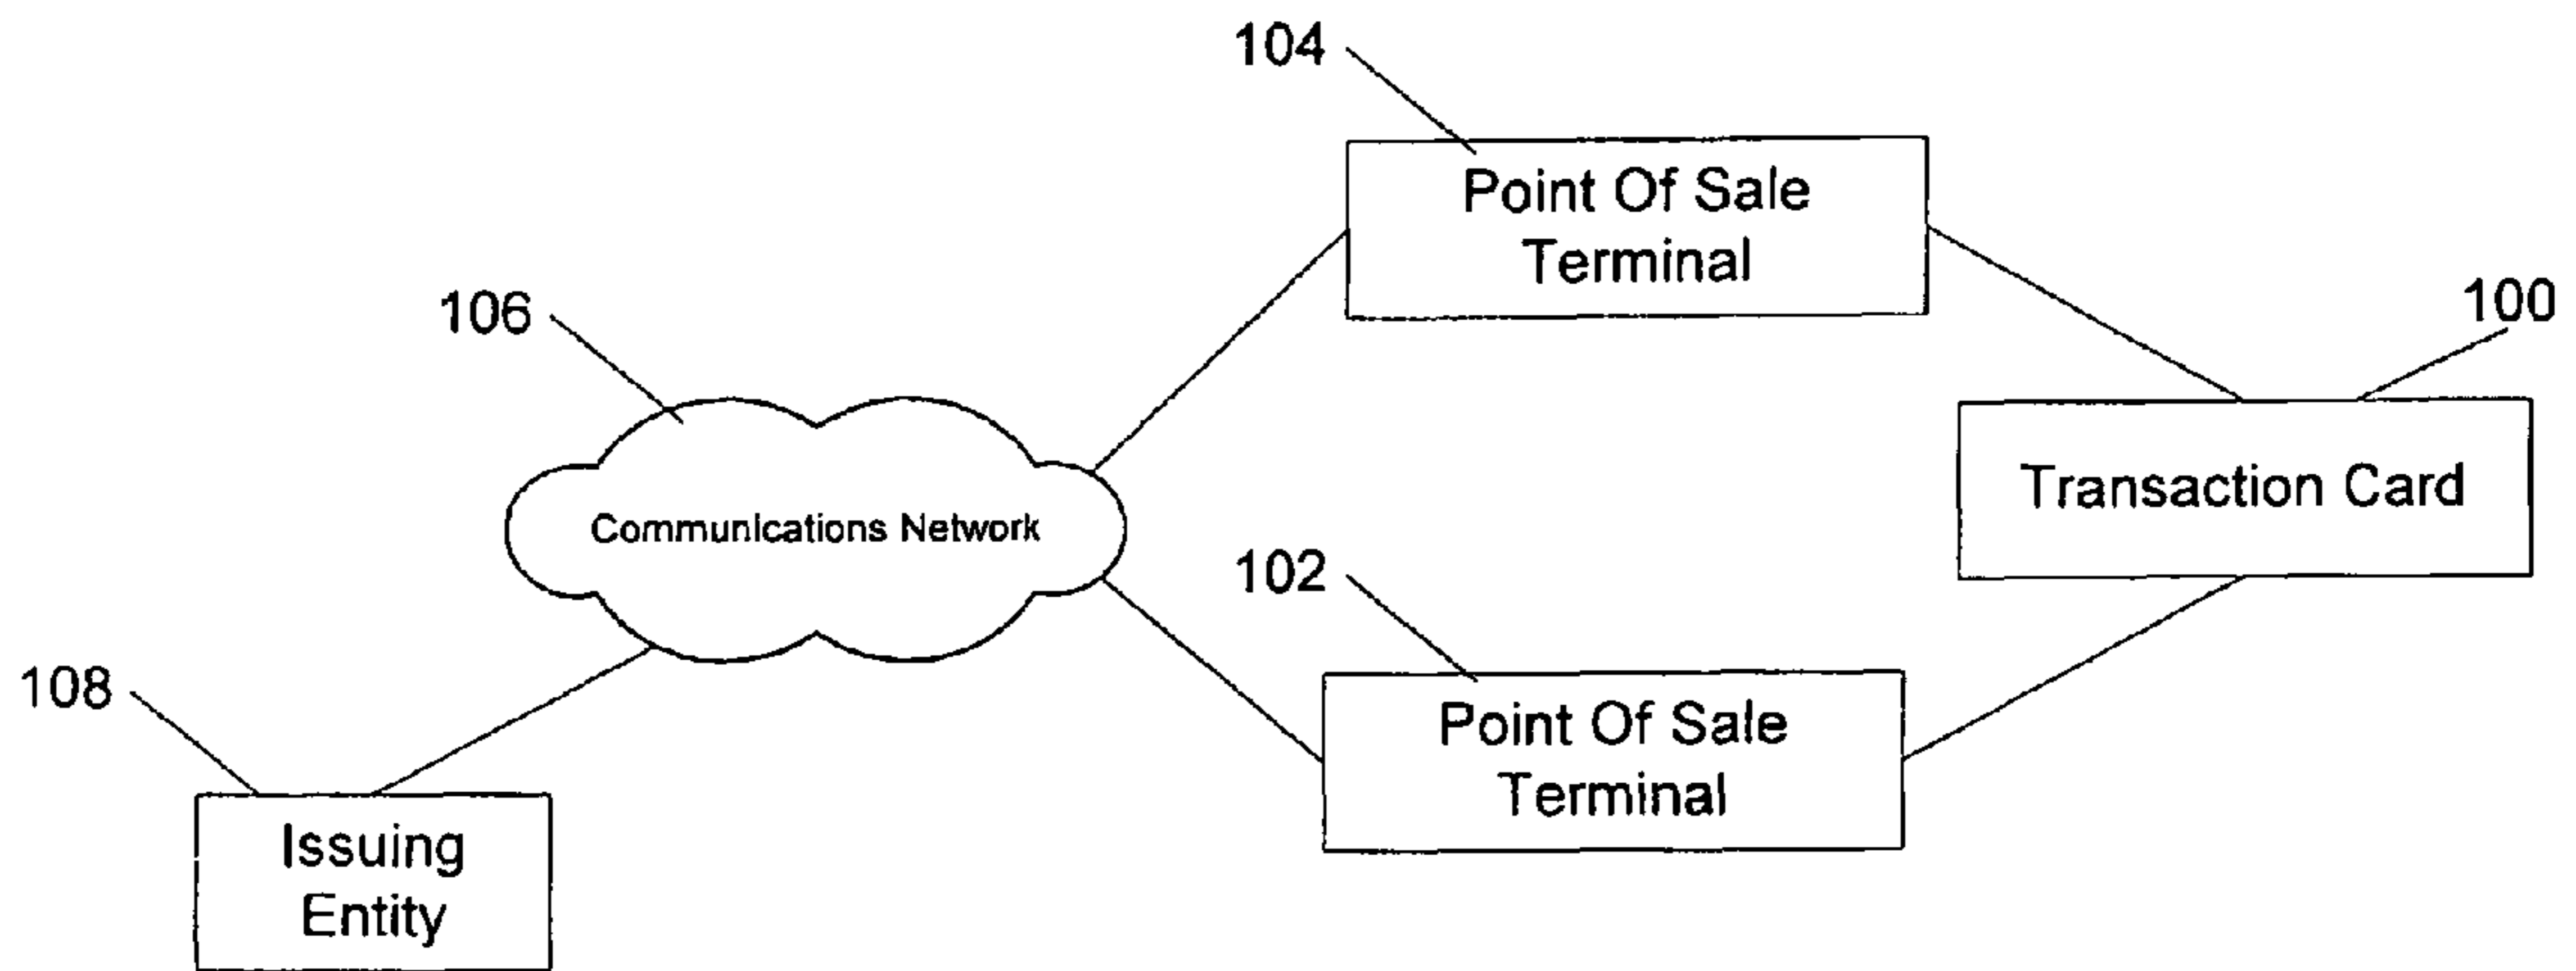 104
Point Of Sale
Terminal
100
106
Transaction Card
Communications Network
102
Point Of Sale
Terminal
108
Issuing
Entity